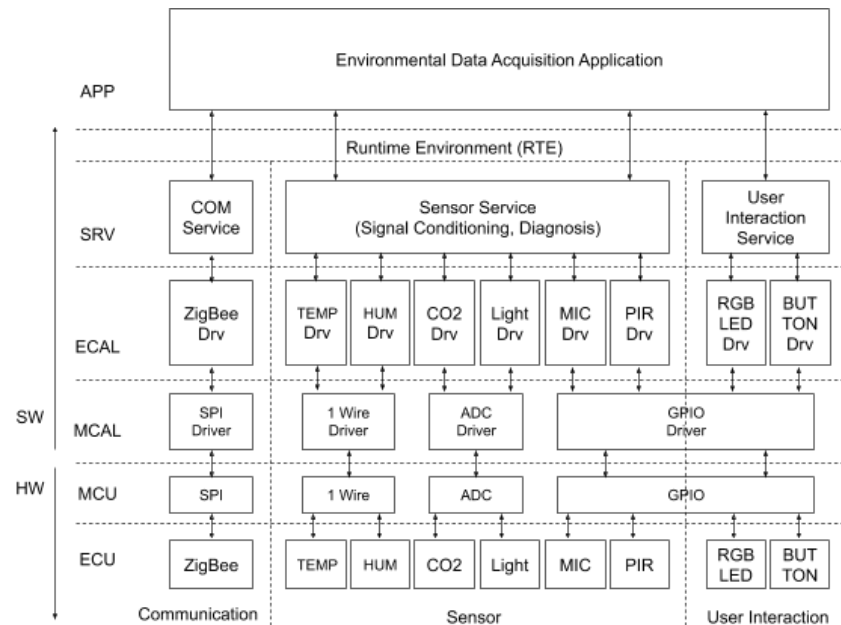 Environmental Data Acquisition Application
APP
Runtime Environment (RTE)
SRV
COM
Service
Sensor Service
(Signal Conditioning, Diagnosis)
User
Interaction
Service
ECAL
ZigBee
Drv
TEMP
Drv
HUM
Drv
CO2
Drv
Light
Drv
MIC
Drv
PIR
Drv
RGB
LED
Drv
BUT
TON
Drv
SW
MCAL
SPI
Driver
1 Wire
Driver
ADC
Driver
GPIO
Driver
HW
MCU
SPI
1 Wire
ADC
GPIO
ECU
ZigBee
TEMP
HUM
CO2
Light
MIC
PIR
RGB
LED
BUT
TON
Communication
Sensor
User Interaction